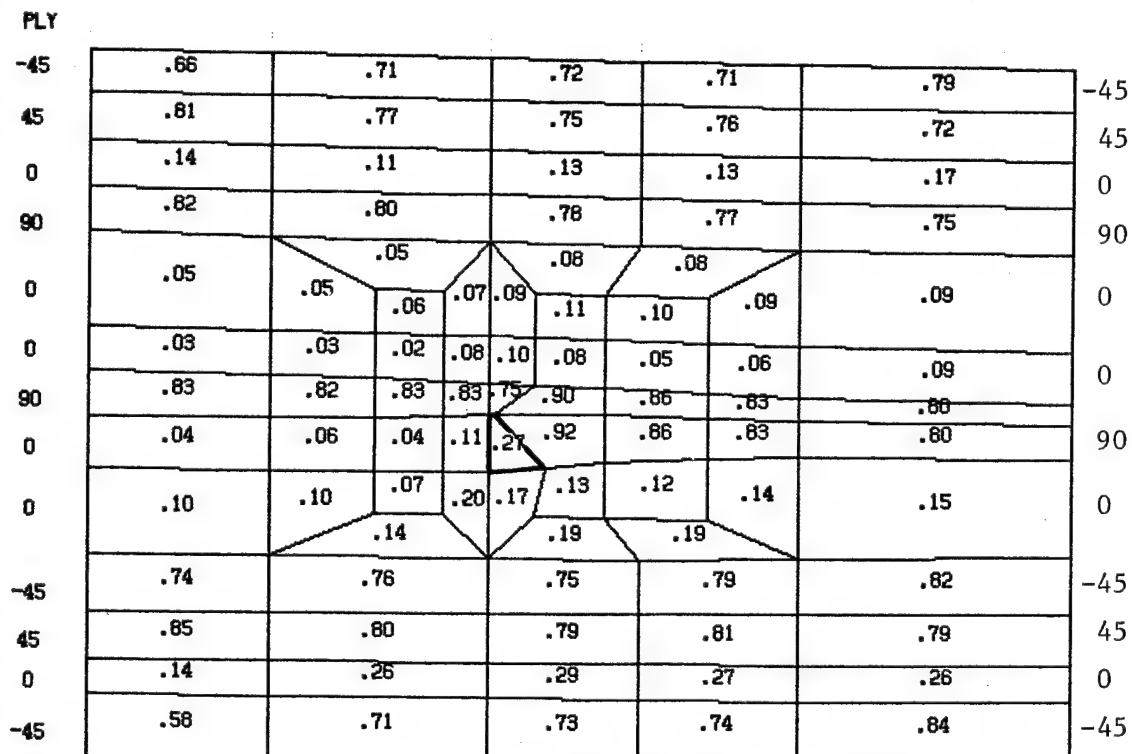 PLY
-45 .66 .71 .72 .71 .79 -45
45 .81 .77 .75 .76 .72 45
0 .14 .11 .13 .13 .17 0
90 .82 .80 .78 .77 .75 90
.05 .08 .08
0 .05 .05 .06 .07 .09 .11 .10 .09 .09 0
0 .03 .03 .02 .08 .10 .08 .05 .06 .09 0
90 .83 .82 .83 .83 .75 .90 .86 .83
0 .04 .06 .04 .11 .27 .92 .86 .83 .80 90
0 .10 .10 .07 .20 .17 .13 .12 .14 .15 0
.14 .19 .19
-45 .74 .76 .75 .79 .82 -45
45 .85 .80 .79 .81 .79 45
0 .14 .26 .29 .27 .26 0
-45 .58 .71 .73 .74 .84 -45